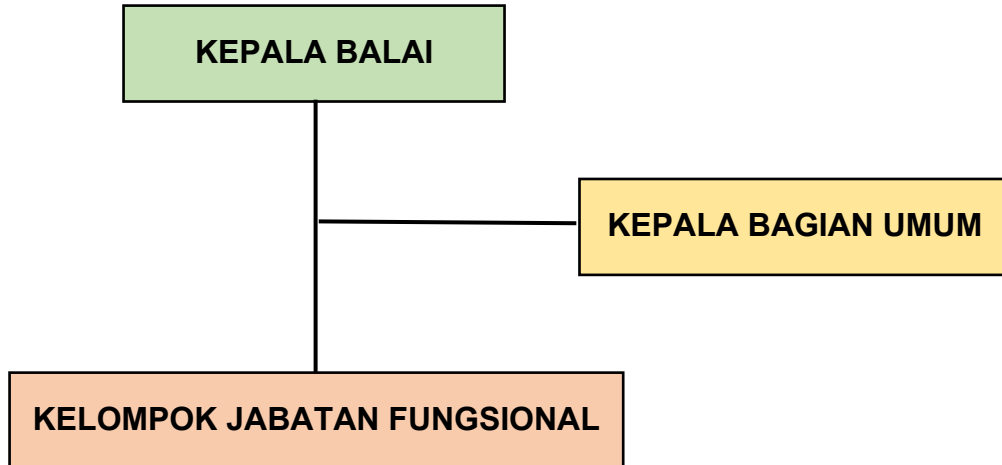 KEPALA BALAI
KEPALA BAGIAN UMUM
KELOMPOK JABATAN FUNGSIONAL